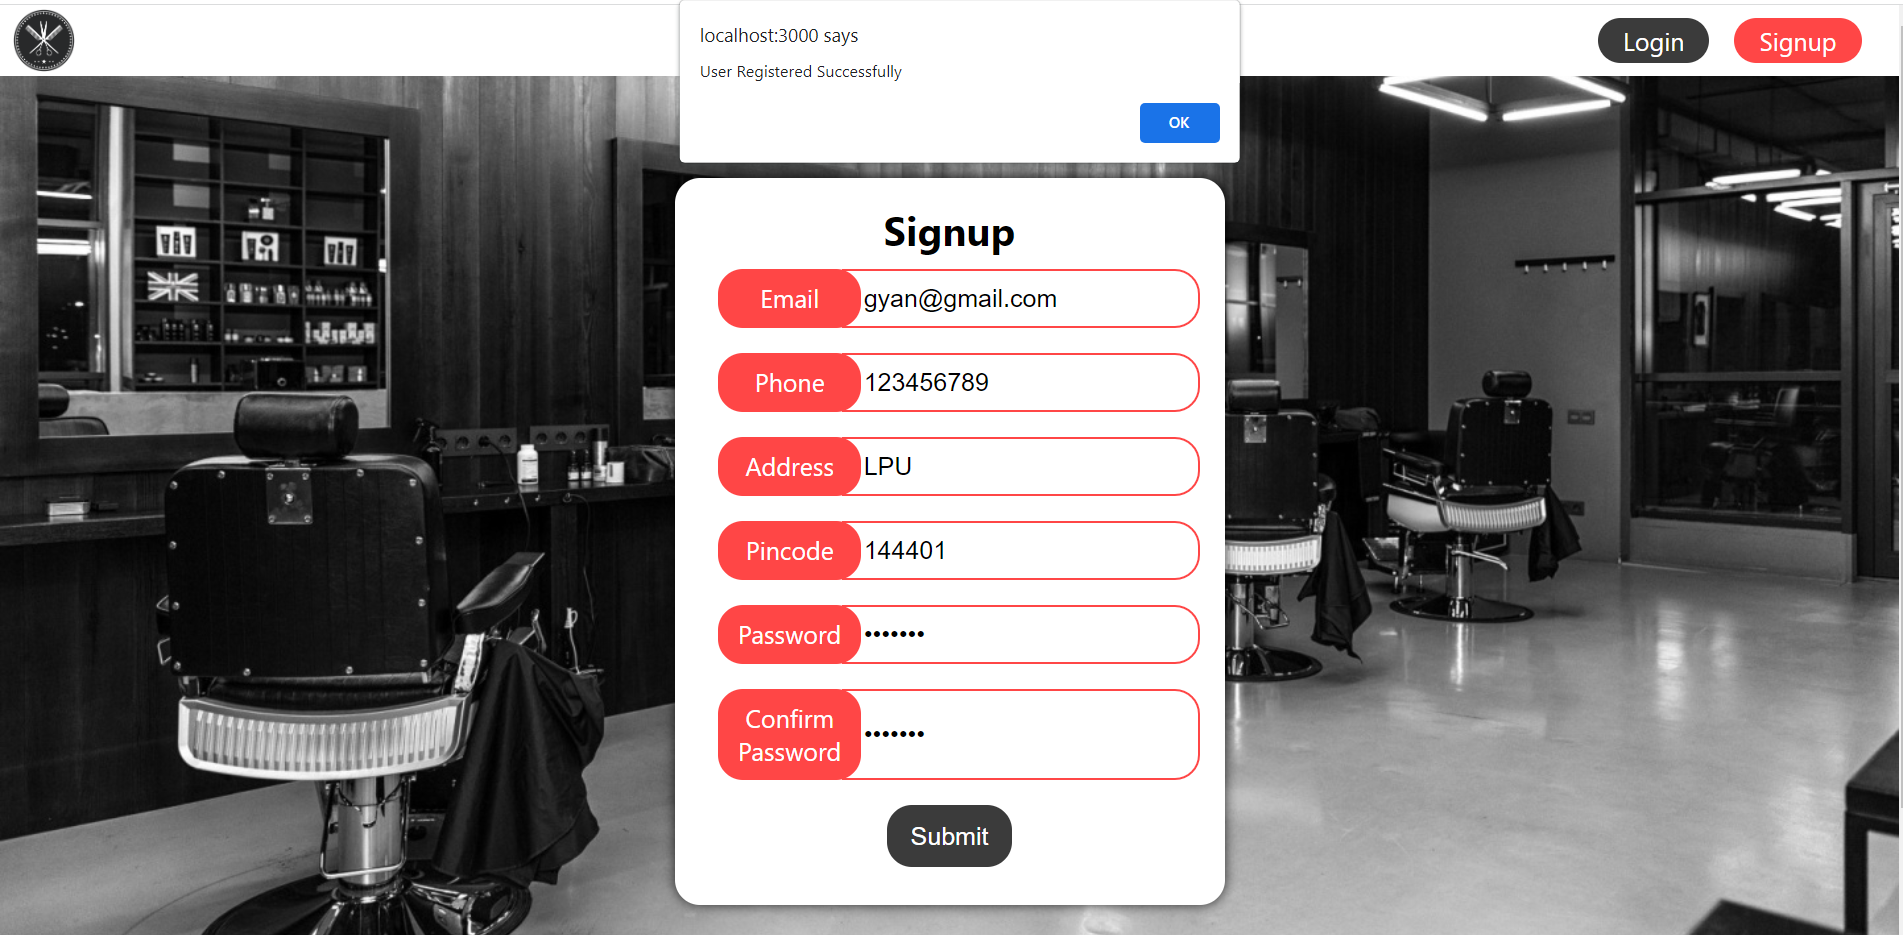 localhost:3000 says
User Registered Successfully
OK
Login
Signup
Signup
Email
gyan@gmail.com
Phone
123456789
Address
LPU
Pincode
144401
Password
•••••••
Confirm
Password
•••••••
Submit